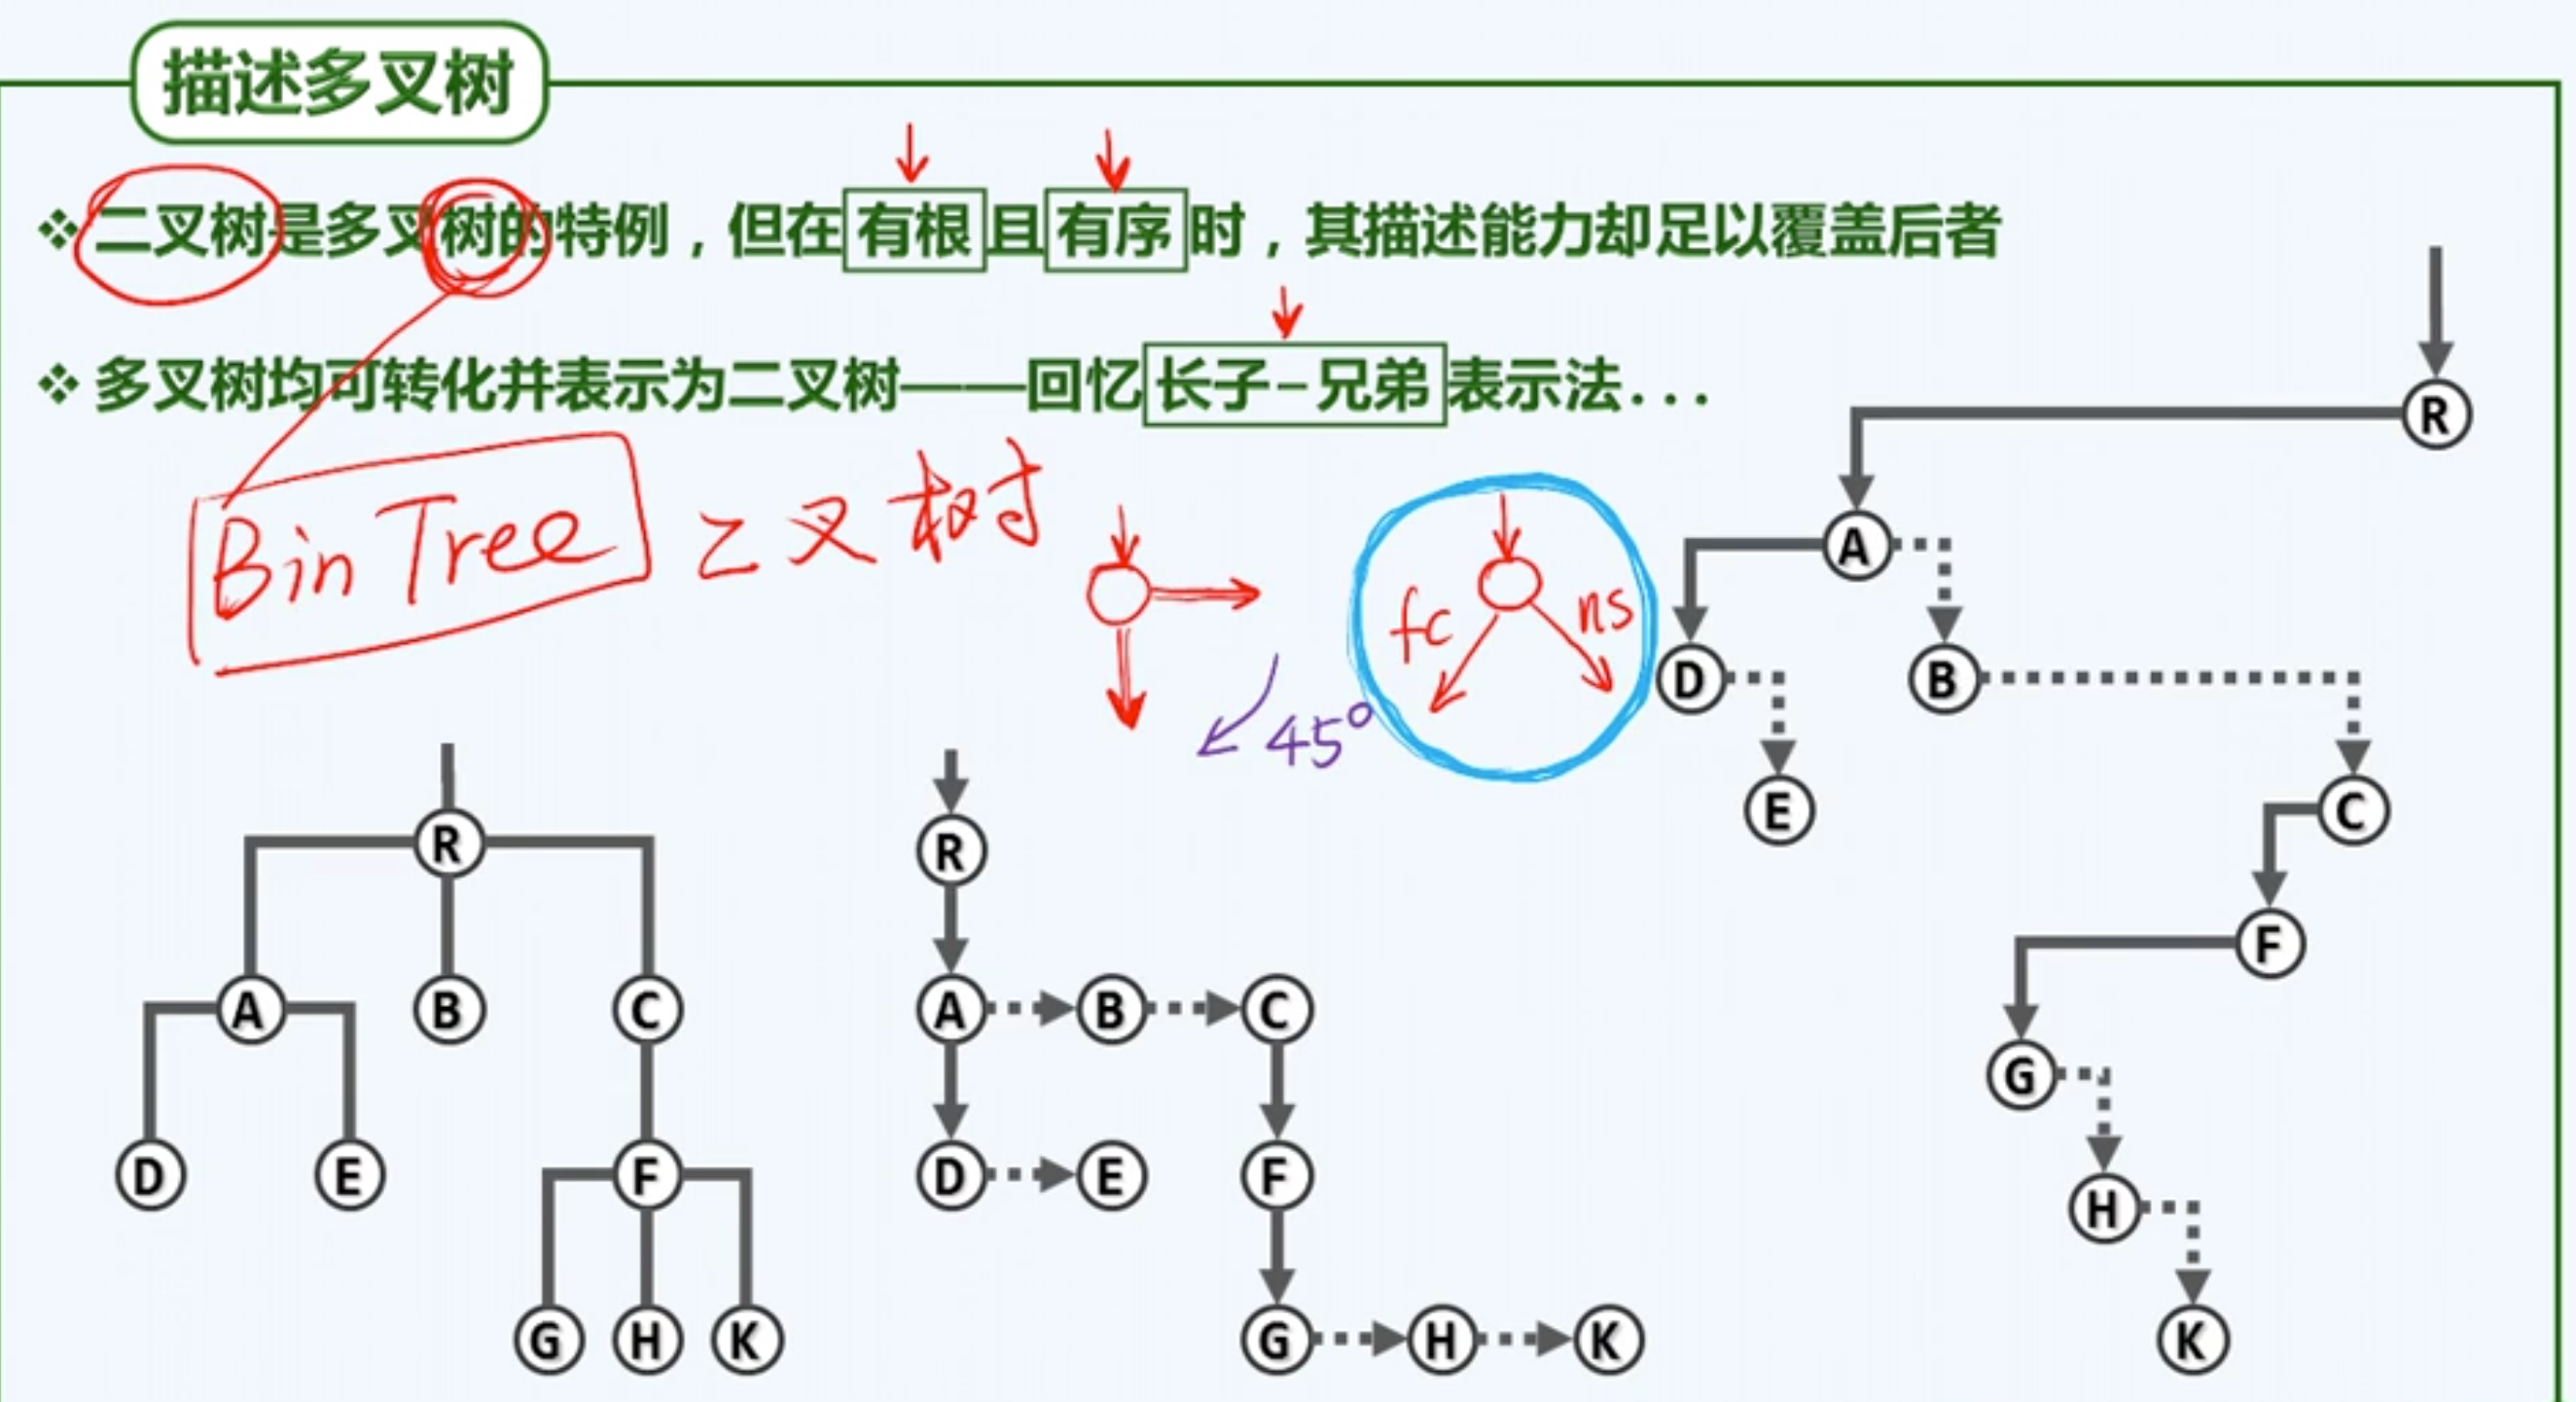 描述多叉树
❖ 二叉树是多叉树的特例，但在有根且有序时，其描述能力却足以覆盖后者
❖ 多叉树均可转化并表示为二叉树——回忆长子-兄弟表示法...
Bin Tree 二叉树
fc ns
45°
R
A B C
D E F
G H K
R
A B C
D E F
G H K
R
A
D B
E C
F
G
H
K